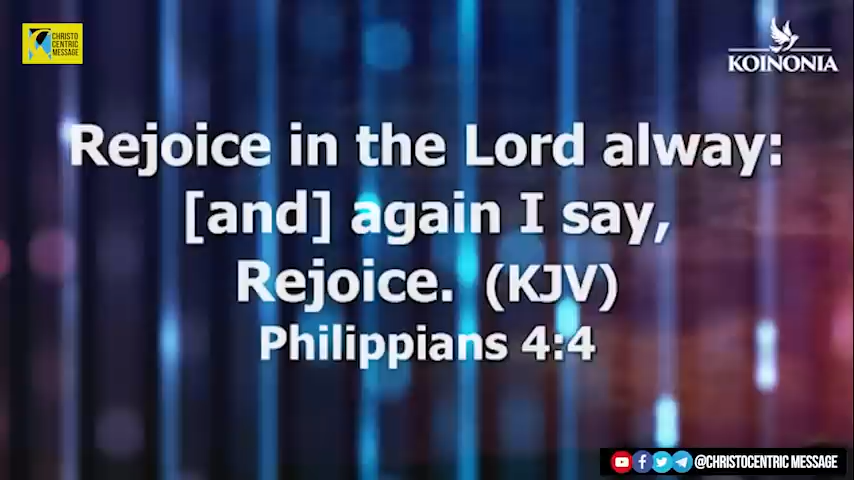 CHRISTO
CENTRIC
MESSAGE
KOINONIA
Rejoice in the Lord alway:
[and] again I say,
Rejoice. (KJV)
Philippians 4:4
@CHRISTOCENTRIC MESSAGE